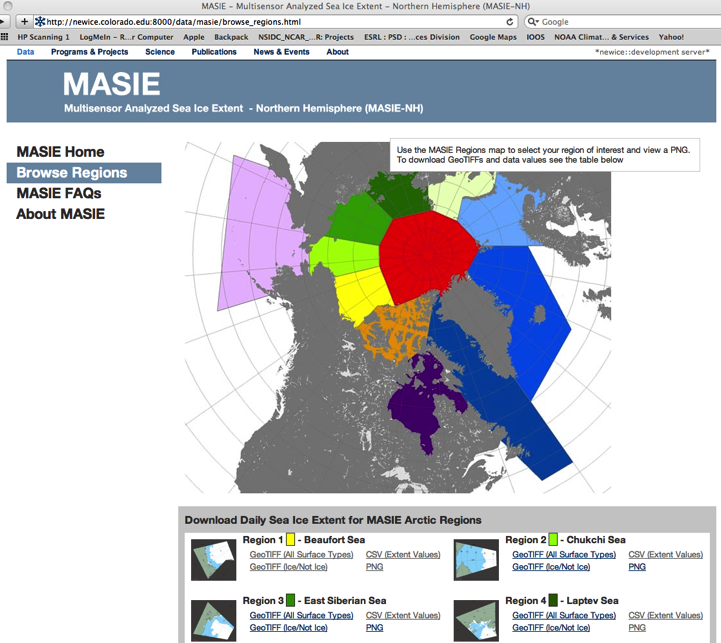 MASIE - Multisensor Analyzed Sea Ice Extent - Northern Hemisphere (MASIE-NH)
http://newice.colorado.edu:8000/data/masie/browse_regions.html
Google
HP Scanning 1 LogMeIn - R...r Computer Apple Backpack NSIDC_NCAR_...R: Projects ESRL : PSD : ...ces Division Google Maps IOOS NOAA Climat... & Services Yahoo!
Data Programs & Projects Science Publications News & Events About *newice::development server*
MASIE
Multisensor Analyzed Sea Ice Extent - Northern Hemisphere (MASIE-NH)
MASIE Home
Browse Regions
MASIE FAQs
About MASIE
Use the MASIE Regions map to select your region of interest and view a PNG.
To download GeoTIFFs and data values see the table below
Download Daily Sea Ice Extent for MASIE Arctic Regions
Region 1 - Beaufort Sea
GeoTIFF (All Surface Types) CSV (Extent Values)
GeoTIFF (Ice/Not Ice) PNG
Region 2 - Chukchi Sea
GeoTIFF (All Surface Types) CSV (Extent Values)
GeoTIFF (Ice/Not Ice) PNG
Region 3 - East Siberian Sea
GeoTIFF (All Surface Types) CSV (Extent Values)
GeoTIFF (Ice/Not Ice) PNG
Region 4 - Laptev Sea
GeoTIFF (All Surface Types) CSV (Extent Values)
GeoTIFF (Ice/Not Ice) PNG